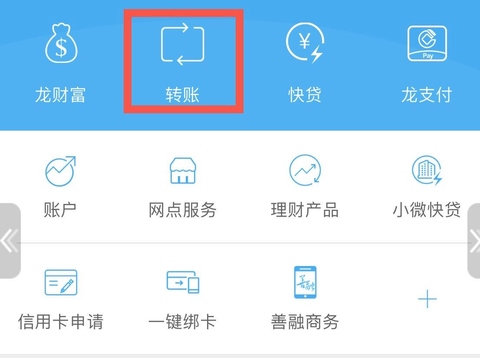 $
¥
Pay
龙财富 转账 快贷 龙支付
账户 网点服务 理财产品 小微快贷
善融
信用卡申请 一键绑卡 善融商务